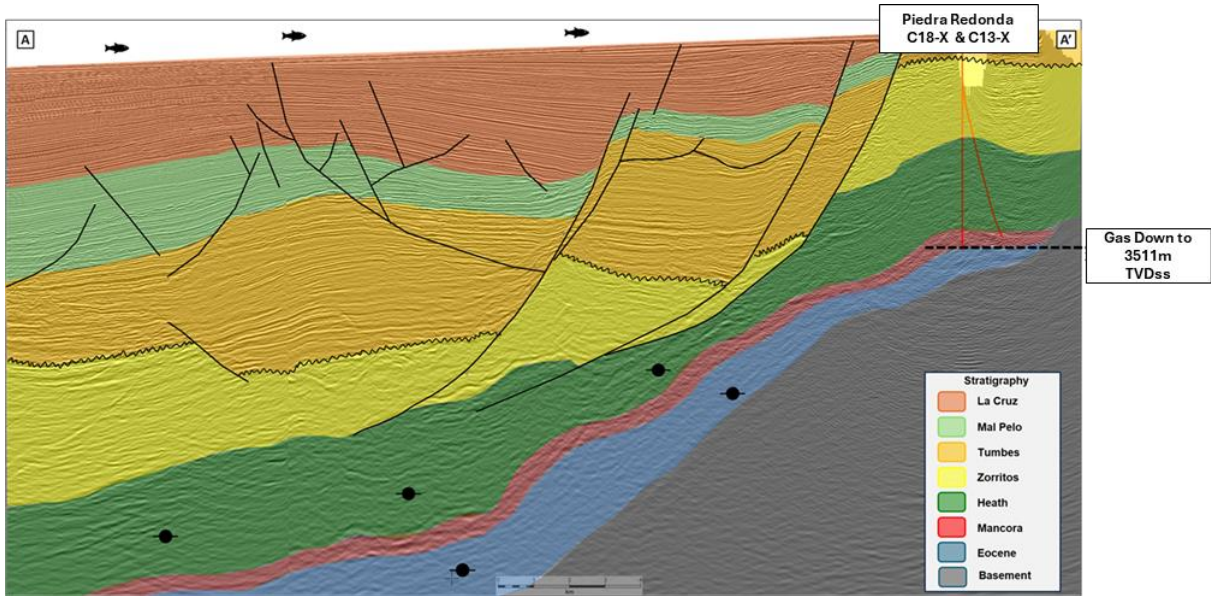 A
Piedra Redonda
C18-X & C13-X
A'
Gas Down to
3511m
TVDss
Stratigraphy
La Cruz
Mal Pelo
Tumbes
Zorritos
Heath
Mancora
Eocene
Basement
km